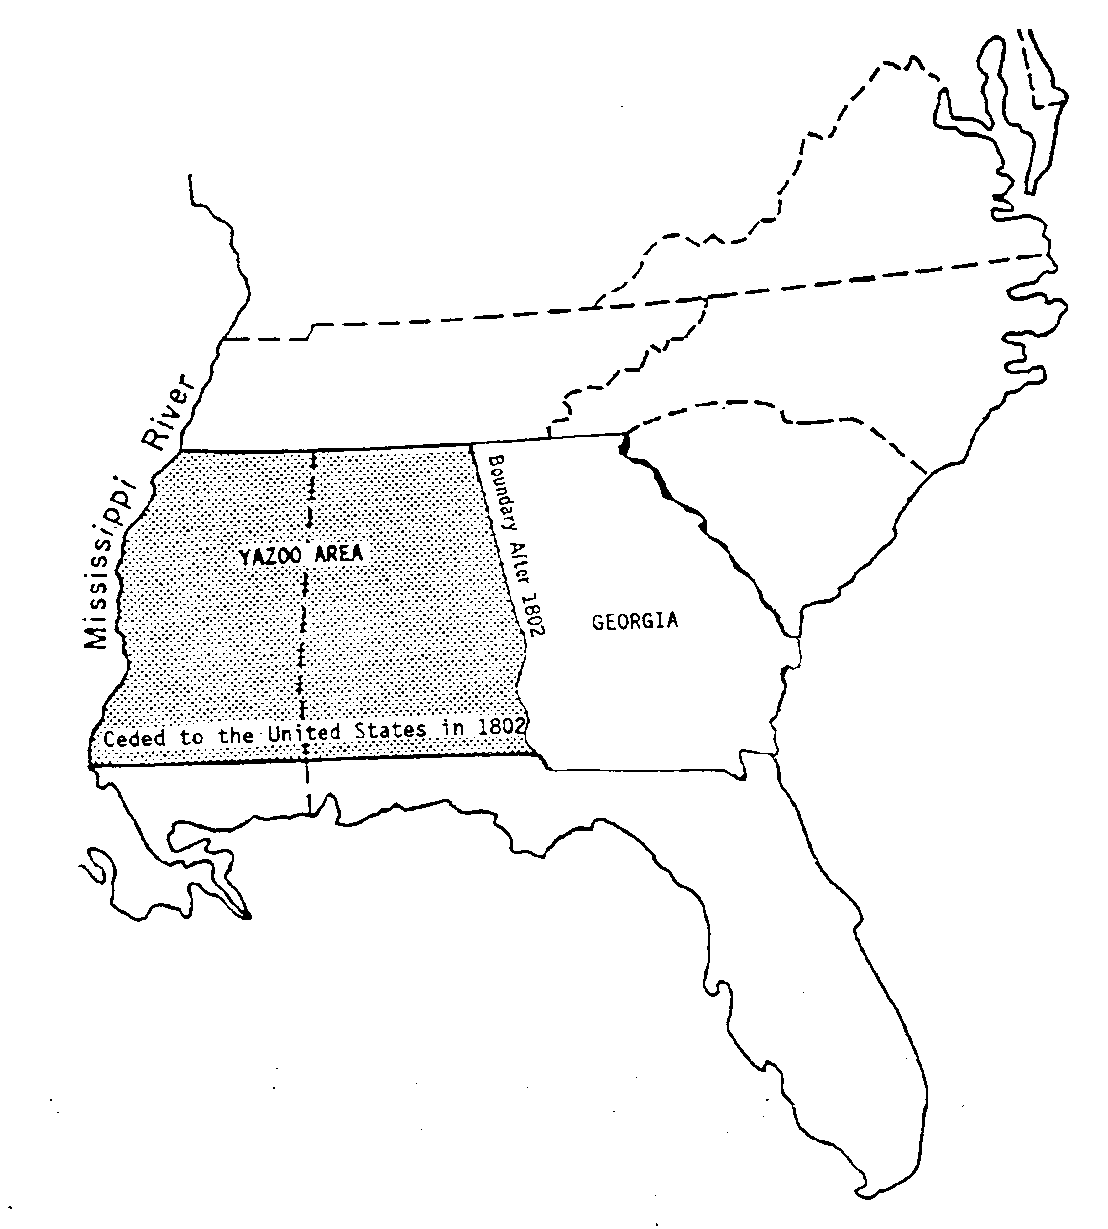 Mississippi River
Boundary After 1802
YAZOO AREA
GEORGIA
Ceded to the United States in 1802